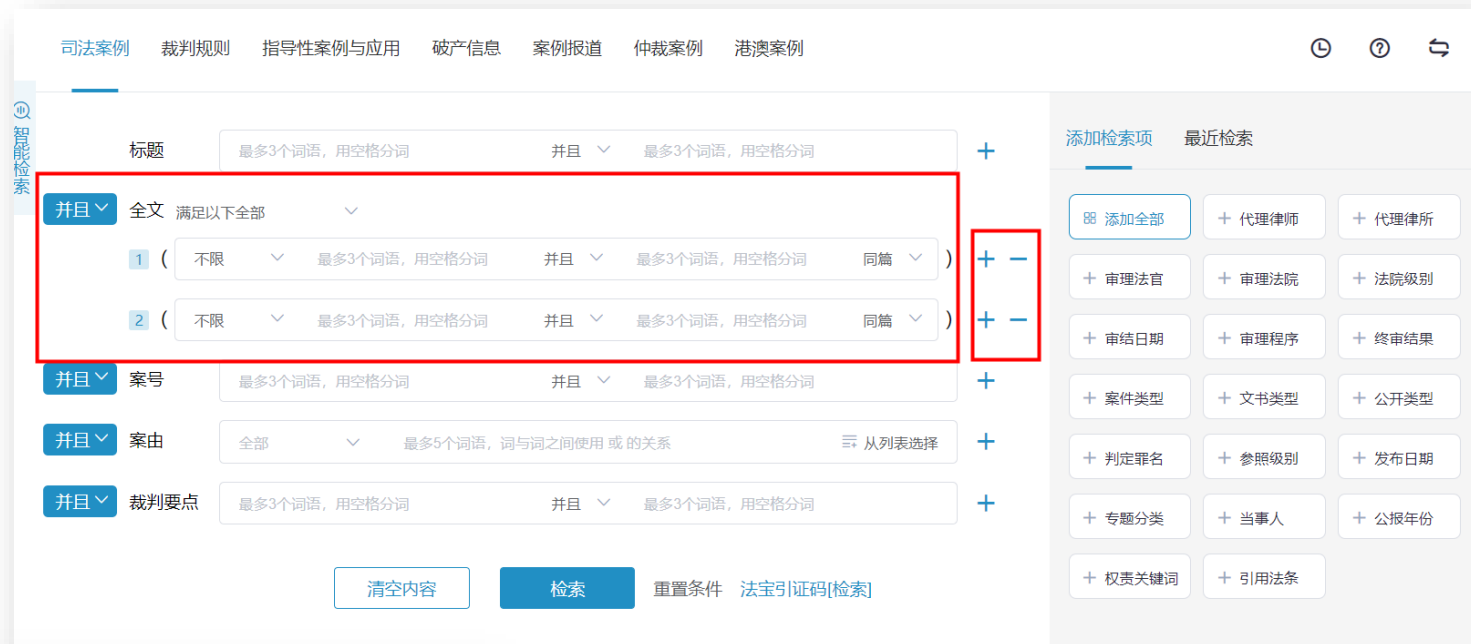 司法案例 裁判规则 指导性案例与应用 破产信息 案例报道 仲裁案例 港澳案例
智能检索
标题 最多3个词语，用空格分词 并且 最多3个词语，用空格分词
并且 全文 满足以下全部
1 ( 不限 最多3个词语，用空格分词 并且 最多3个词语，用空格分词 同篇 )
2 ( 不限 最多3个词语，用空格分词 并且 最多3个词语，用空格分词 同篇 )
并且 案号 最多3个词语，用空格分词 并且 最多3个词语，用空格分词
并且 案由 全部 最多5个词语，词与词之间使用 或 的关系 从列表选择
并且 裁判要点 最多3个词语，用空格分词 并且 最多3个词语，用空格分词
清空内容 检索 重置条件 法宝引证码[检索]
添加检索项 最近检索
添加全部 代理律师 代理律所
审理法官 审理法院 法院级别
审结日期 审理程序 终审结果
案件类型 文书类型 公开类型
判定罪名 参照级别 发布日期
专题分类 当事人 公报年份
权责关键词 引用法条